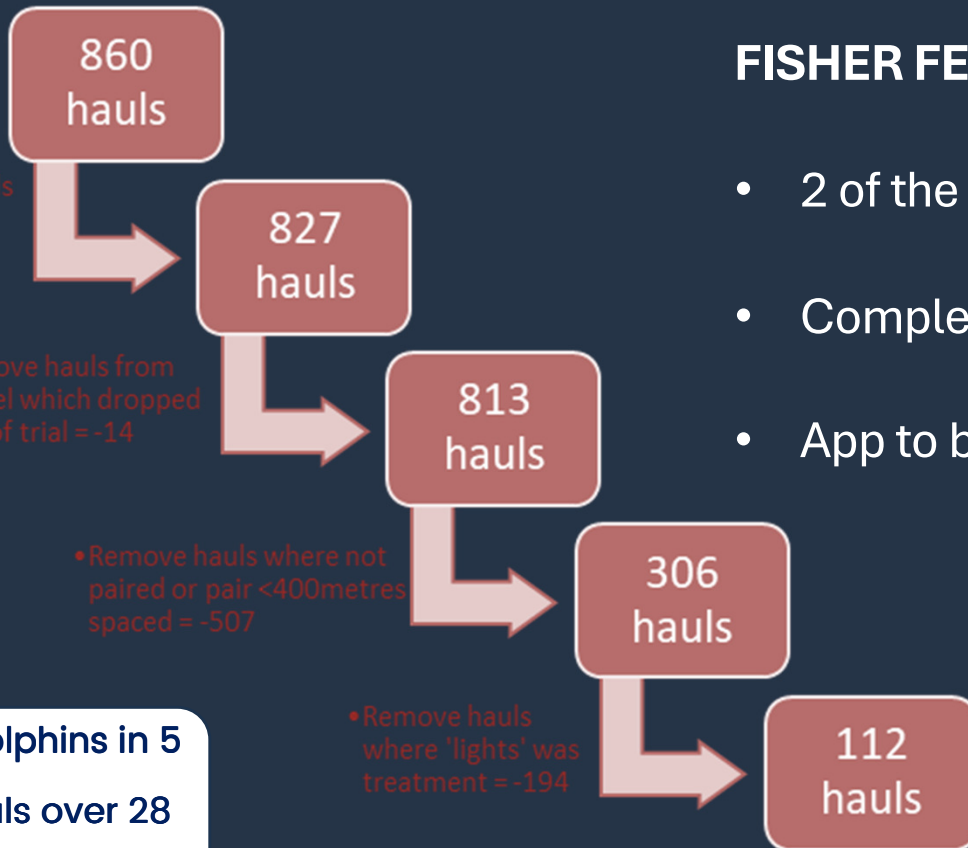 860
hauls
s
827
hauls
ove hauls from
el which dropped
of trial = -14
813
hauls
•Remove hauls where not
paired or pair <400metres
spaced = -507
306
hauls
•Remove hauls
where 'lights' was
treatment = -194
112
hauls
olphins in 5
uls over 28
FISHER FE
• 2 of the
• Comple
• App to b